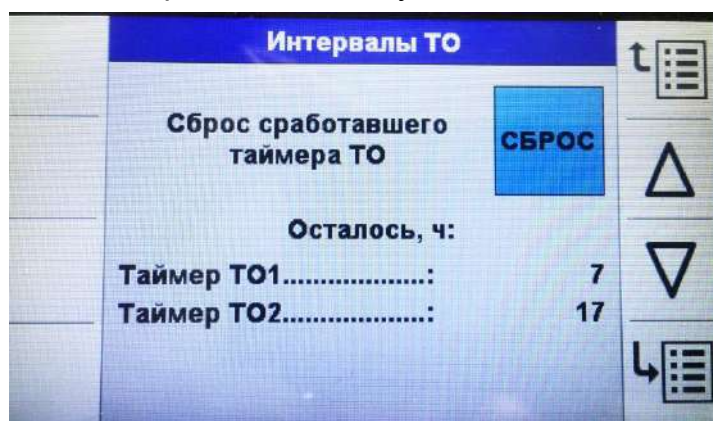 Интервалы ТО
Сброс сработавшего
таймера ТО
СБРОС
Осталось, ч:
Таймер ТО1...................: 7
Таймер ТО2...................: 17